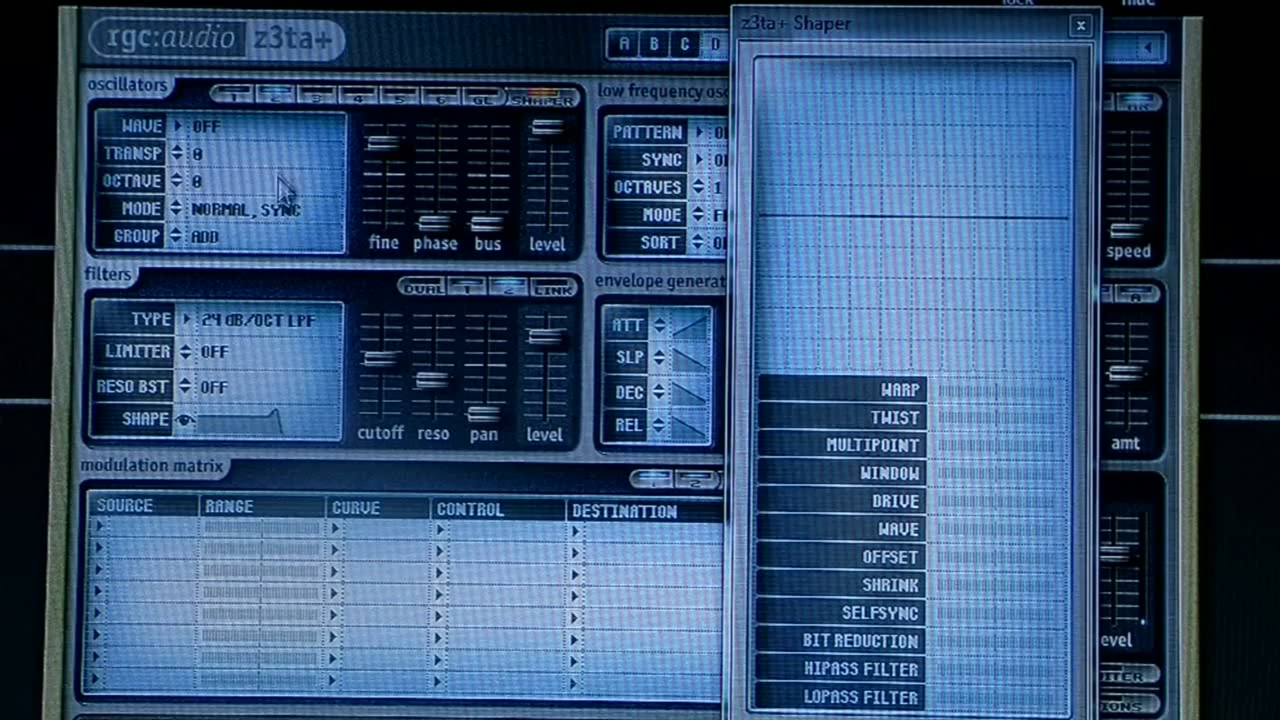 rgc:audio z3ta+
A B C D
z3ta+ Shaper
x
oscillators
1 2 3 4 5 6 GL SHAPER
WAVE OFF
TRANSP 0
OCTAVE 0
MODE NORMAL, SYNC
GROUP ADD
fine phase bus level
low frequency osc
PATTERN
SYNC
OCTAVES 1
MODE
SORT
speed
filters
DUAL 1 2 LINK
TYPE 24 dB/OCT LPF
LIMITER OFF
RESO BST OFF
SHAPE
cutoff reso pan level
envelope generat
ATT
SLP
DEC
REL
amt
modulation matrix
1 2
SOURCE RANGE CURVE CONTROL DESTINATION
WARP
TWIST
MULTIPOINT
WINDOW
DRIVE
WAVE
OFFSET
SHRINK
SELFSYNC
BIT REDUCTION
HIPASS FILTER
LOPASS FILTER
evel